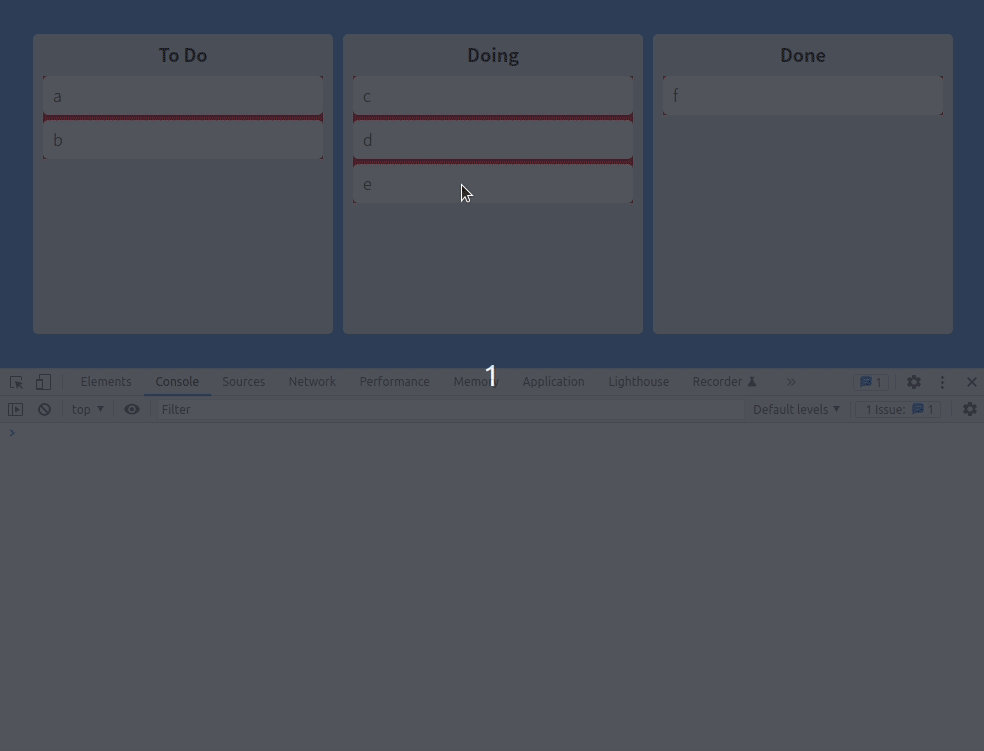 To Do Doing Done
a c f
b d
e
1
Elements Console Sources Network Performance Memory Application Lighthouse Recorder » 1
top ▼ Filter Default levels ▼ 1 Issue: 1
>